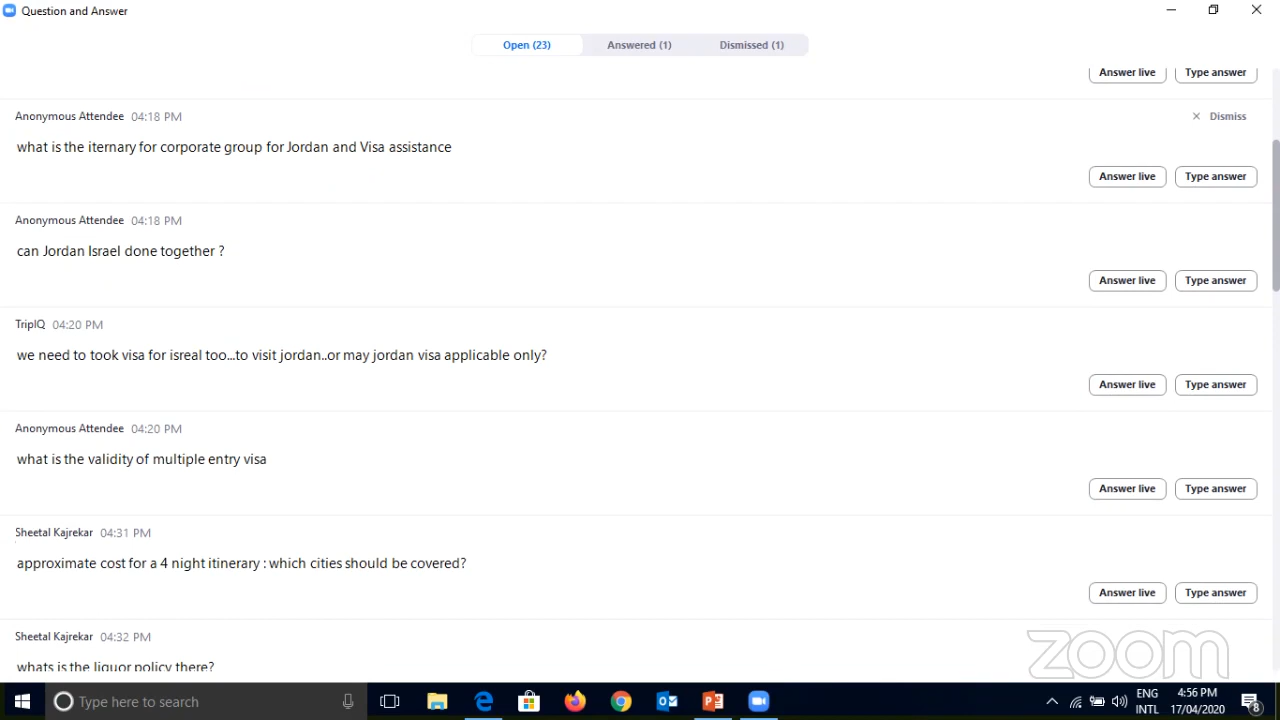 Question and Answer
Open (23) Answered (1) Dismissed (1)
Answer live Type answer
Anonymous Attendee 04:18 PM Dismiss
what is the iternary for corporate group for Jordan and Visa assistance
Answer live Type answer
Anonymous Attendee 04:18 PM
can Jordan Israel done together ?
Answer live Type answer
TripIQ 04:20 PM
we need to took visa for isreal too...to visit jordan..or may jordan visa applicable only?
Answer live Type answer
Anonymous Attendee 04:20 PM
what is the validity of multiple entry visa
Answer live Type answer
Sheetal Kajrekar 04:31 PM
approximate cost for a 4 night itinerary : which cities should be covered?
Answer live Type answer
Sheetal Kajrekar 04:32 PM
whats is the liquor policy there?
zoom
Type here to search
ENG 4:56 PM
INTL 17/04/2020 8